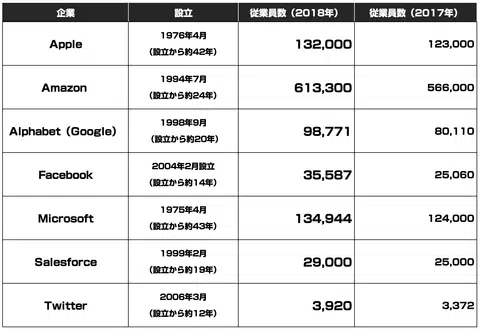 企業 設立 従業員数（2018年） 従業員数（2017年）
Apple 1976年4月 132,000 123,000
（設立から約42年）
Amazon 1994年7月 613,300 566,000
（設立から約24年）
Alphabet（Google） 1998年9月 98,771 80,110
（設立から約20年）
Facebook 2004年2月設立 35,587 25,060
（設立から約14年）
Microsoft 1975年4月 134,944 124,000
（設立から約43年）
Salesforce 1999年2月 29,000 25,000
（設立から約19年）
Twitter 2006年3月 3,920 3,372
（設立から約12年）